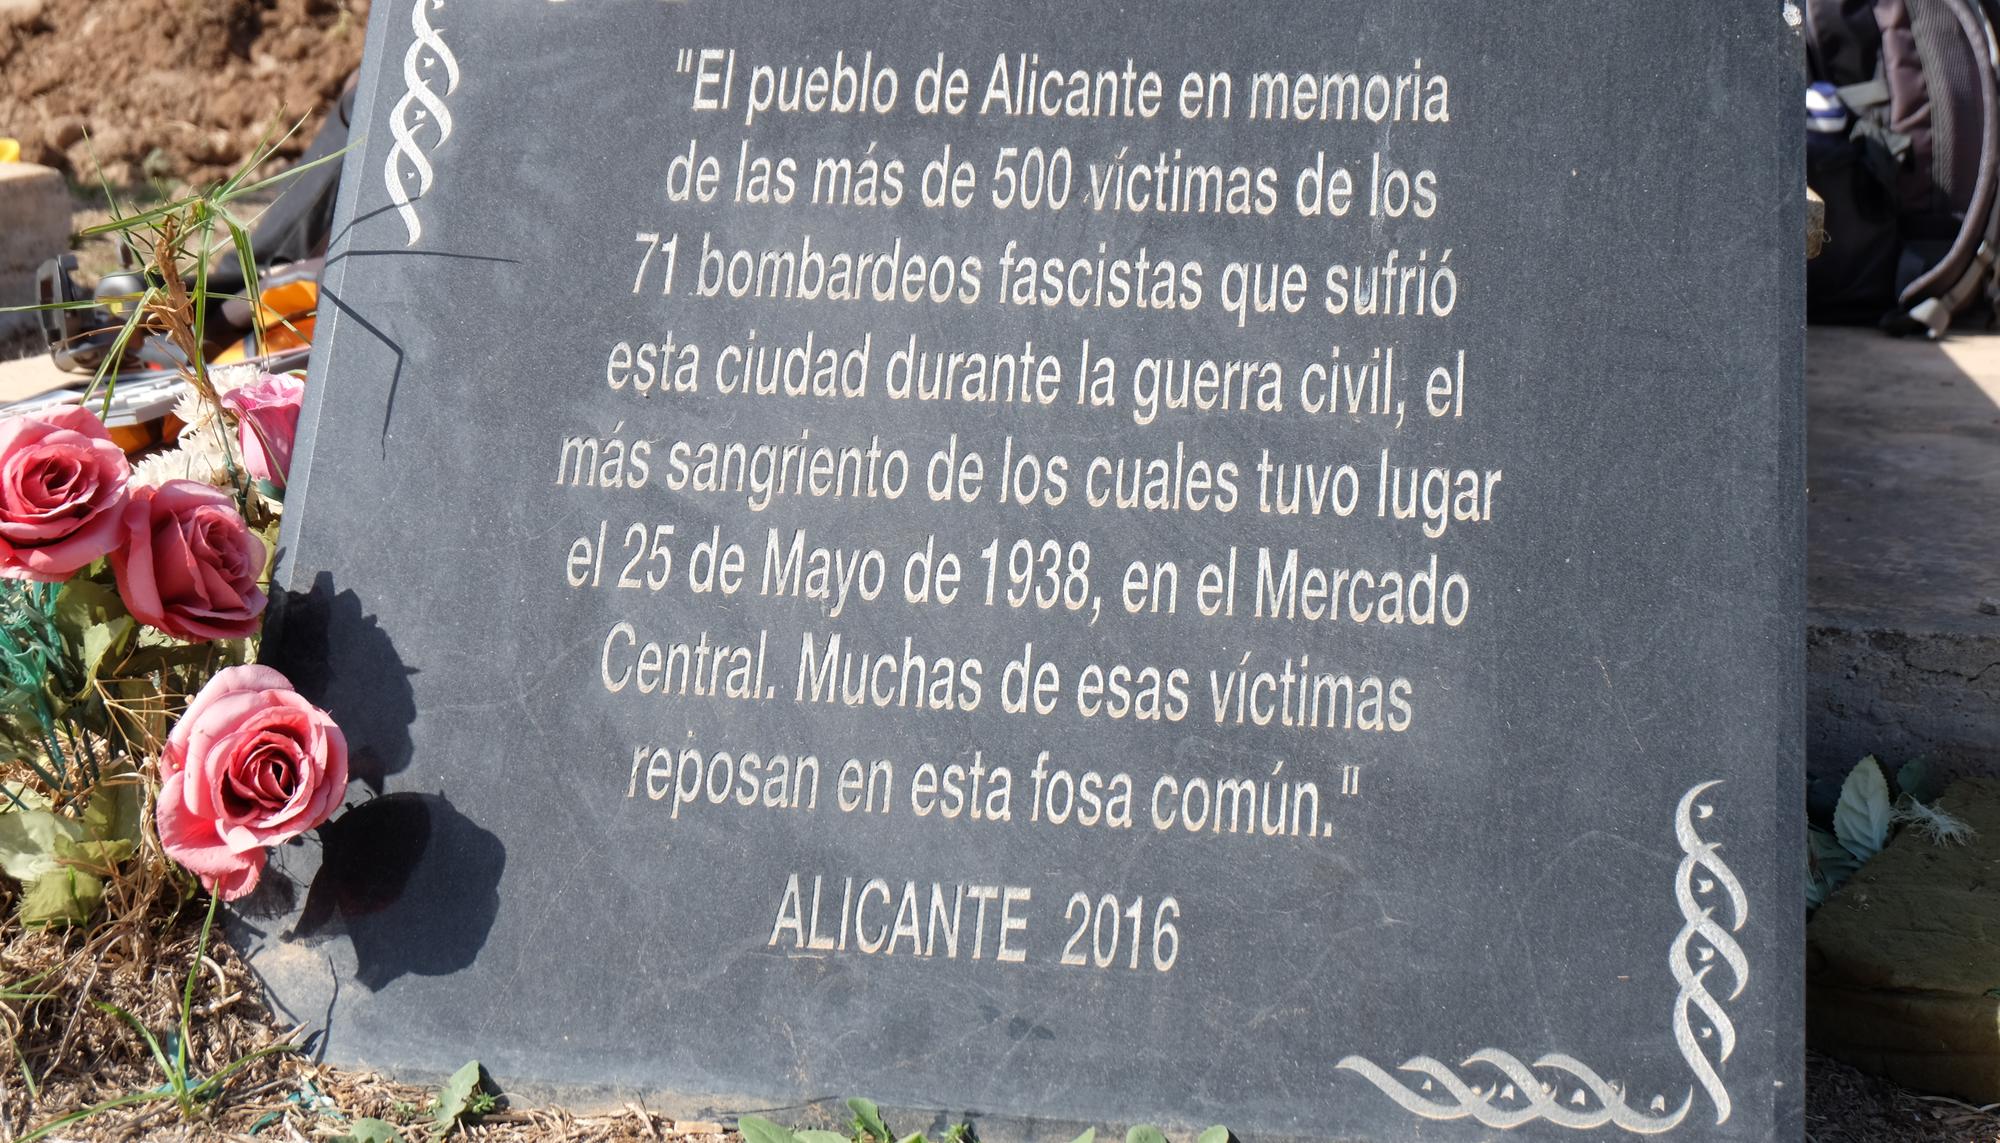 "El pueblo de Alicante en memoria
de las más de 500 víctimas de los
71 bombardeos fascistas que sufrió
esta ciudad durante la guerra civil, el
más sangriento de los cuales tuvo lugar
el 25 de Mayo de 1938, en el Mercado
Central. Muchas de esas víctimas
reposan en esta fosa común."
ALICANTE 2016